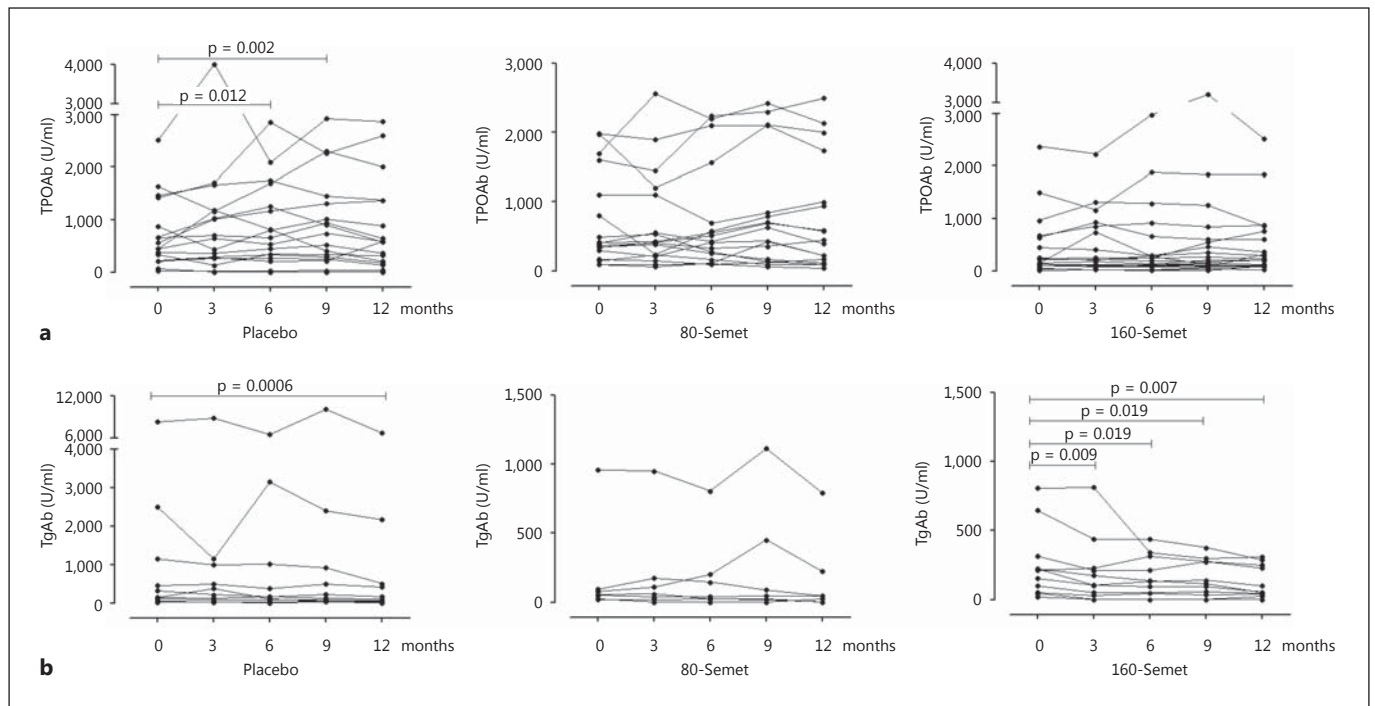 p = 0.002
p = 0.012
4,000
3,000
3,000
2,000
1,000
0
TPOAb (U/ml)
0 3 6 9 12 months
Placebo
3,000
2,000
1,000
0
TPOAb (U/ml)
0 3 6 9 12 months
80-Semet
4,000
3,000
3,000
2,000
1,000
0
TPOAb (U/ml)
0 3 6 9 12 months
160-Semet
a
p = 0.0006
12,000
6,000
4,000
3,000
2,000
1,000
0
TgAb (U/ml)
0 3 6 9 12 months
Placebo
1,500
1,000
500
0
TgAb (U/ml)
0 3 6 9 12 months
80-Semet
p = 0.007
p = 0.019
p = 0.019
p = 0.009
1,500
1,000
500
0
TgAb (U/ml)
0 3 6 9 12 months
160-Semet
b